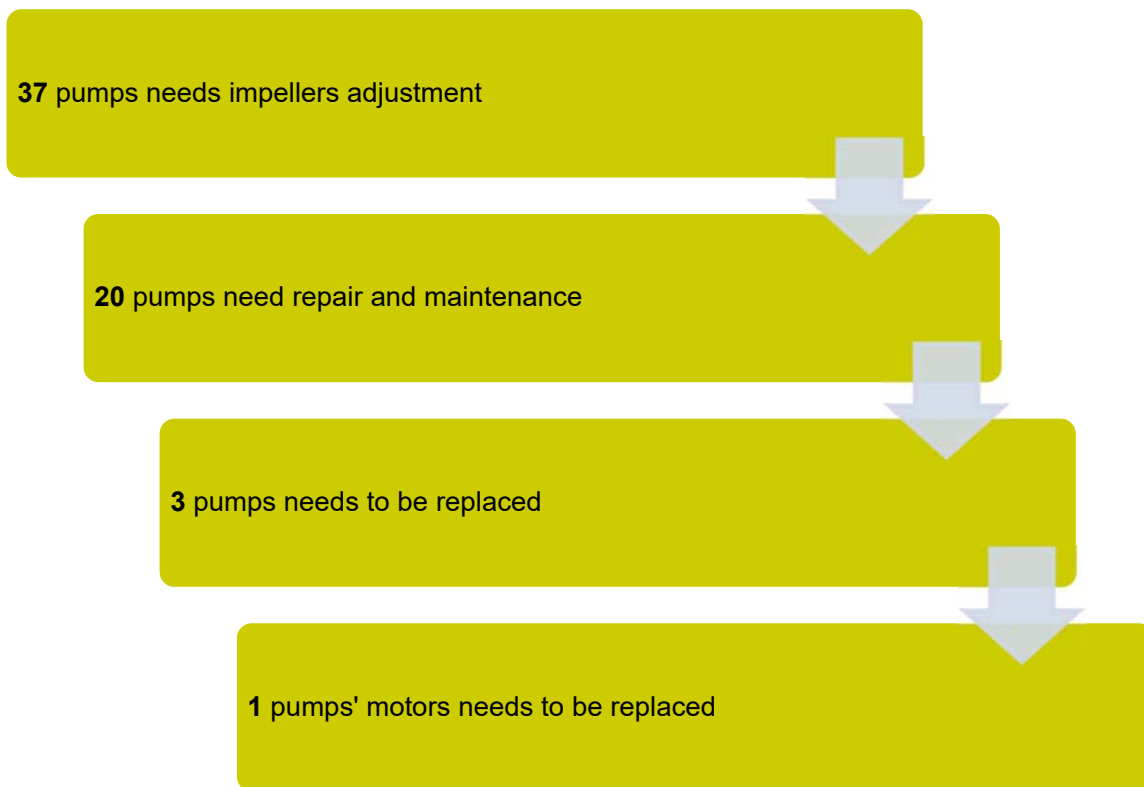 37 pumps needs impellers adjustment
20 pumps need repair and maintenance
3 pumps needs to be replaced
1 pumps' motors needs to be replaced